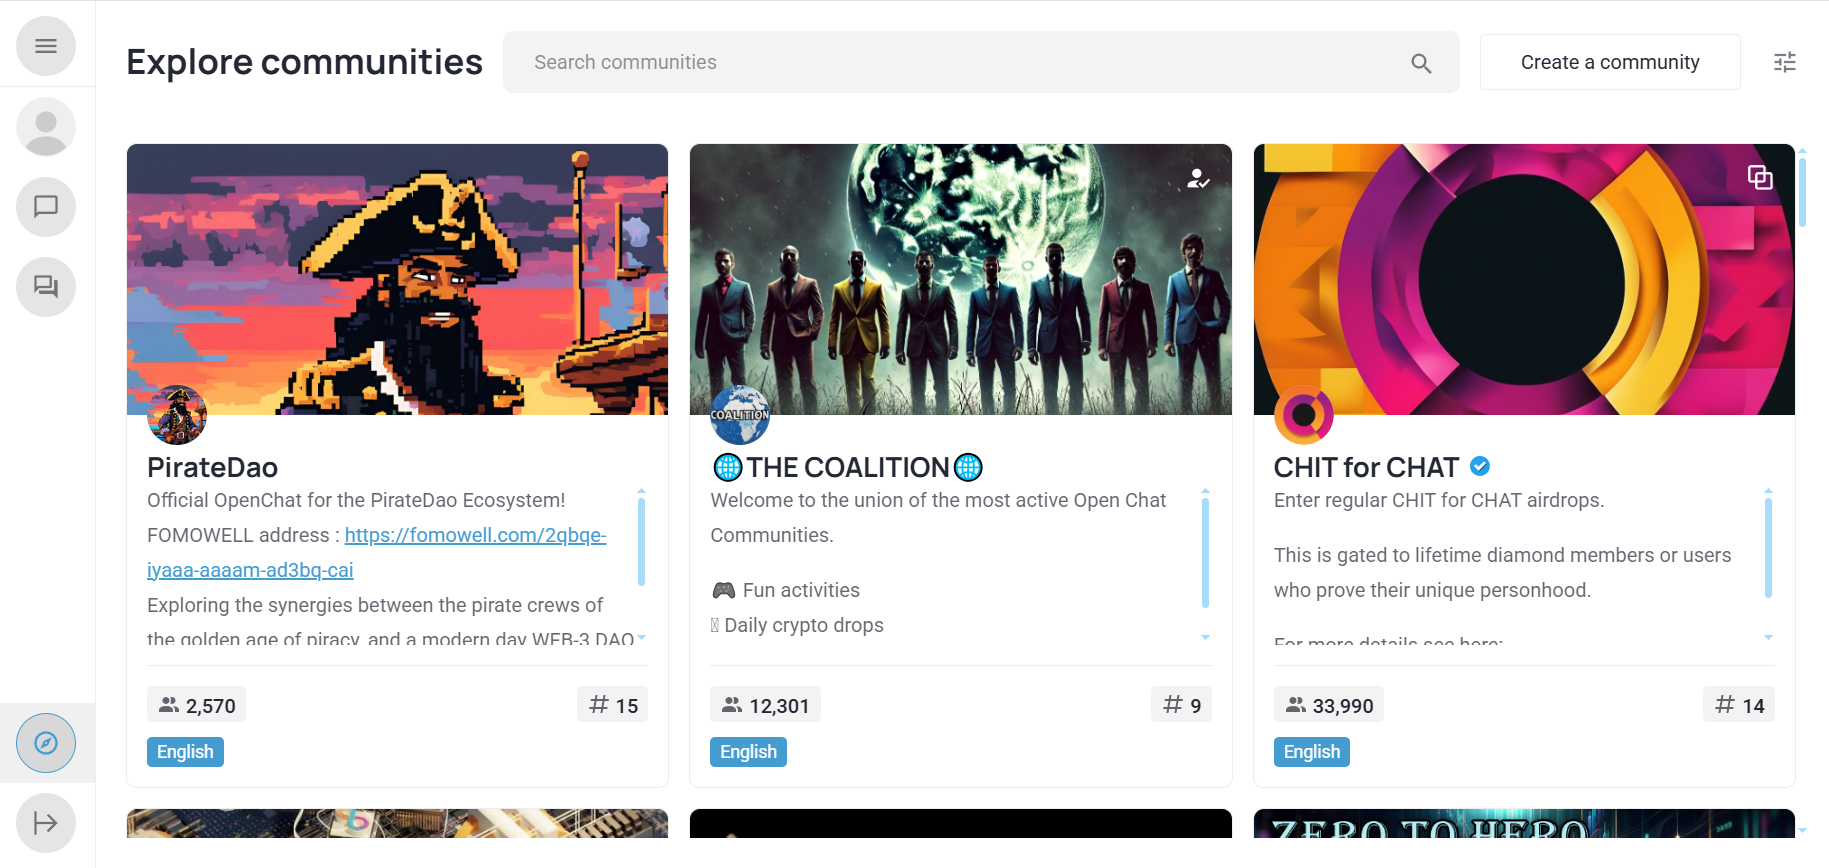 Explore communities
Search communities
Create a community
PirateDao
Official OpenChat for the PirateDao Ecosystem!
FOMOWELL address : https://fomowell.com/2qbqe-
iyaaa-aaaam-ad3bq-cai
Exploring the synergies between the pirate crews of
the golden age of piracy, and a modern day WEB-3 DAO
2,570
# 15
English
COALITION
🌐THE COALITION🌐
Welcome to the union of the most active Open Chat
Communities.
🎮 Fun activities
Daily crypto drops
12,301
# 9
English
CHIT for CHAT
Enter regular CHIT for CHAT airdrops.
This is gated to lifetime diamond members or users
who prove their unique personhood.
For more details see here:
33,990
# 14
English
ZERO TO HERO